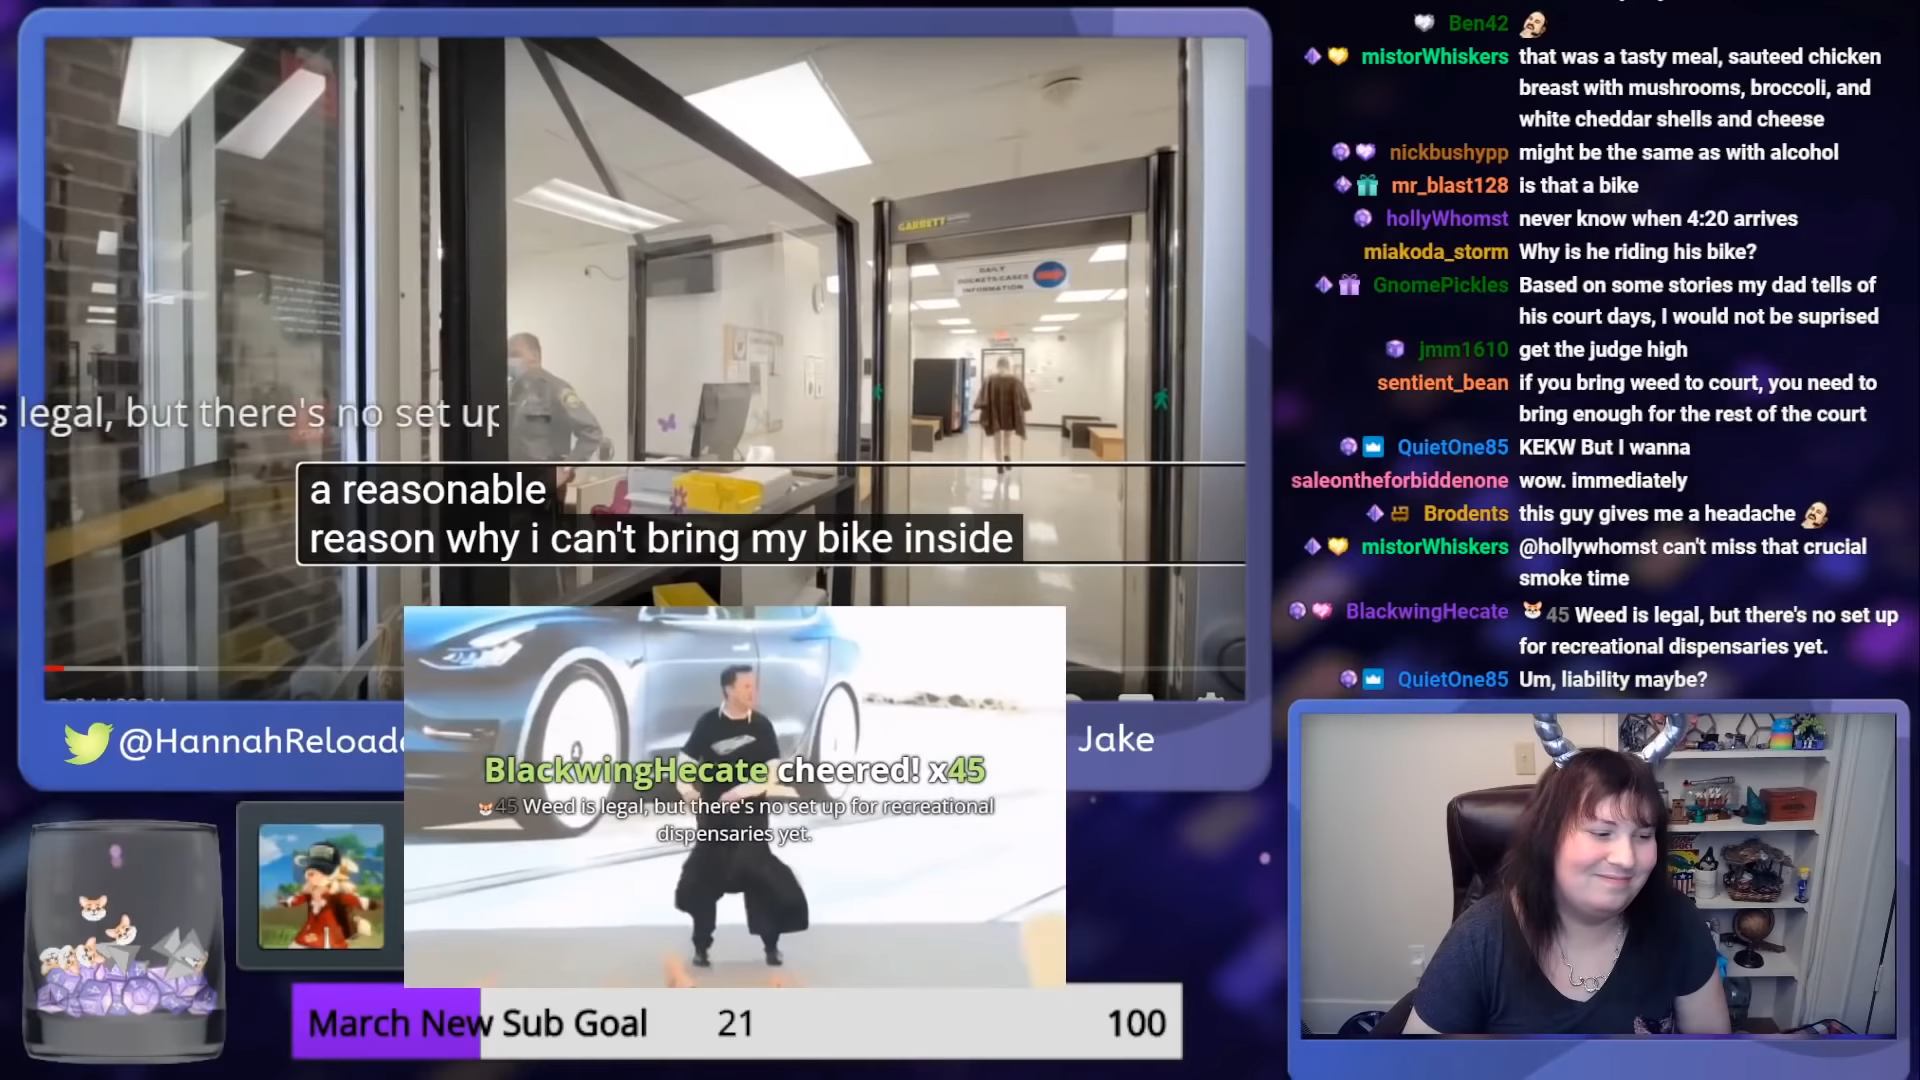 GARRETT
DAILY
DOCKETS/CASES
INFORMATION
s legal, but there's no set up
a reasonable
reason why i can't bring my bike inside
@HannahReloade
Jake
BlackwingHecate cheered! x45
45 Weed is legal, but there's no set up for recreational
dispensaries yet.
March New Sub Goal 21 100
Ben42
mistorWhiskers that was a tasty meal, sauteed chicken
breast with mushrooms, broccoli, and
white cheddar shells and cheese
nickbushypp might be the same as with alcohol
mr_blast128 is that a bike
hollyWhomst never know when 4:20 arrives
miakoda_storm Why is he riding his bike?
GnomePickles Based on some stories my dad tells of
his court days, I would not be suprised
jmm1610 get the judge high
sentient_bean if you bring weed to court, you need to
bring enough for the rest of the court
QuietOne85 KEKW But I wanna
saleontheforbiddenone wow. immediately
Brodents this guy gives me a headache
mistorWhiskers @hollywhomst can't miss that crucial
smoke time
BlackwingHecate 45 Weed is legal, but there's no set up
for recreational dispensaries yet.
QuietOne85 Um, liability maybe?